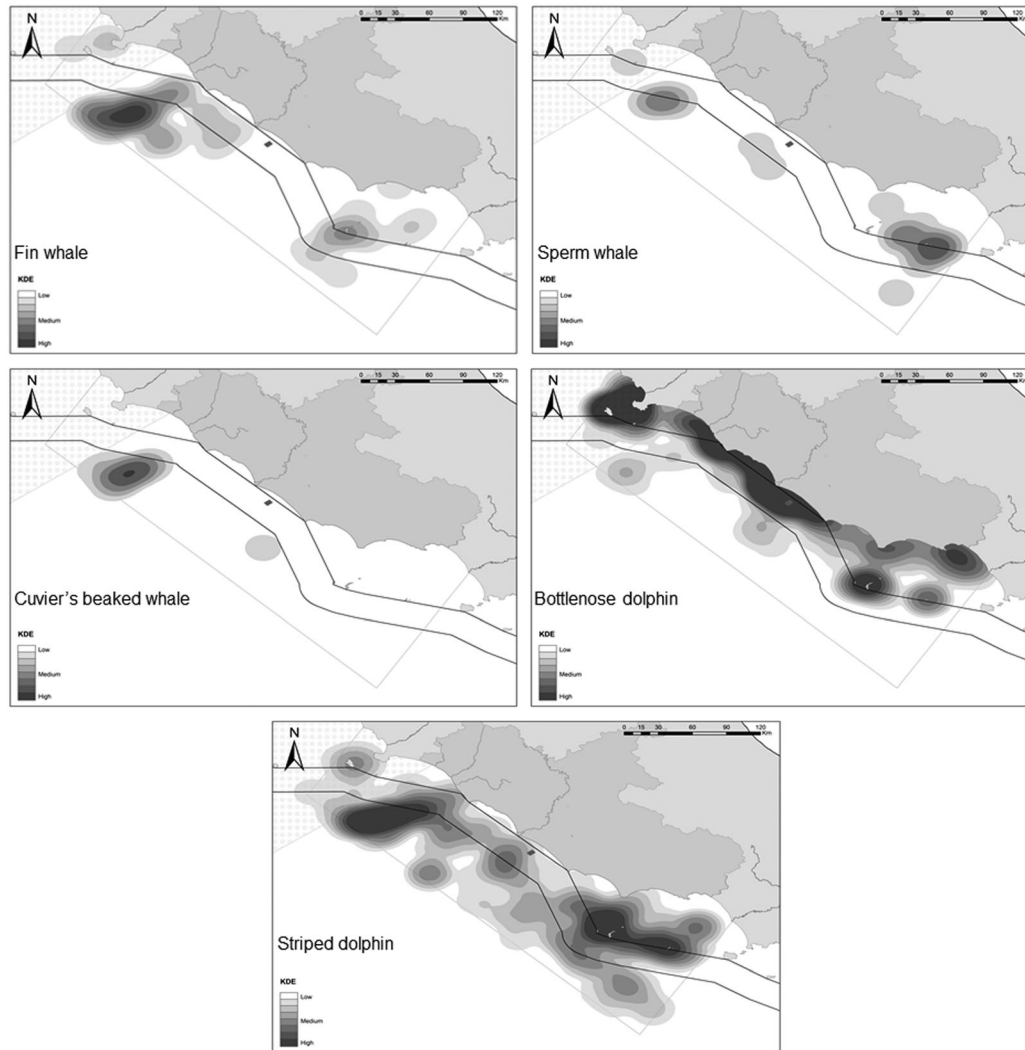 N
0 15 30 60 90 120
Km
Fin whale
KDE
Low
Medium
High
N
0 15 30 60 90 120
Km
Sperm whale
KDE
Low
Medium
High
N
0 15 30 60 90 120
Km
Cuvier’s beaked whale
KDE
Low
Medium
High
N
0 15 30 60 90 120
Km
Bottlenose dolphin
KDE
Low
Medium
High
N
0 15 30 60 90 120
Km
Striped dolphin
KDE
Low
Medium
High